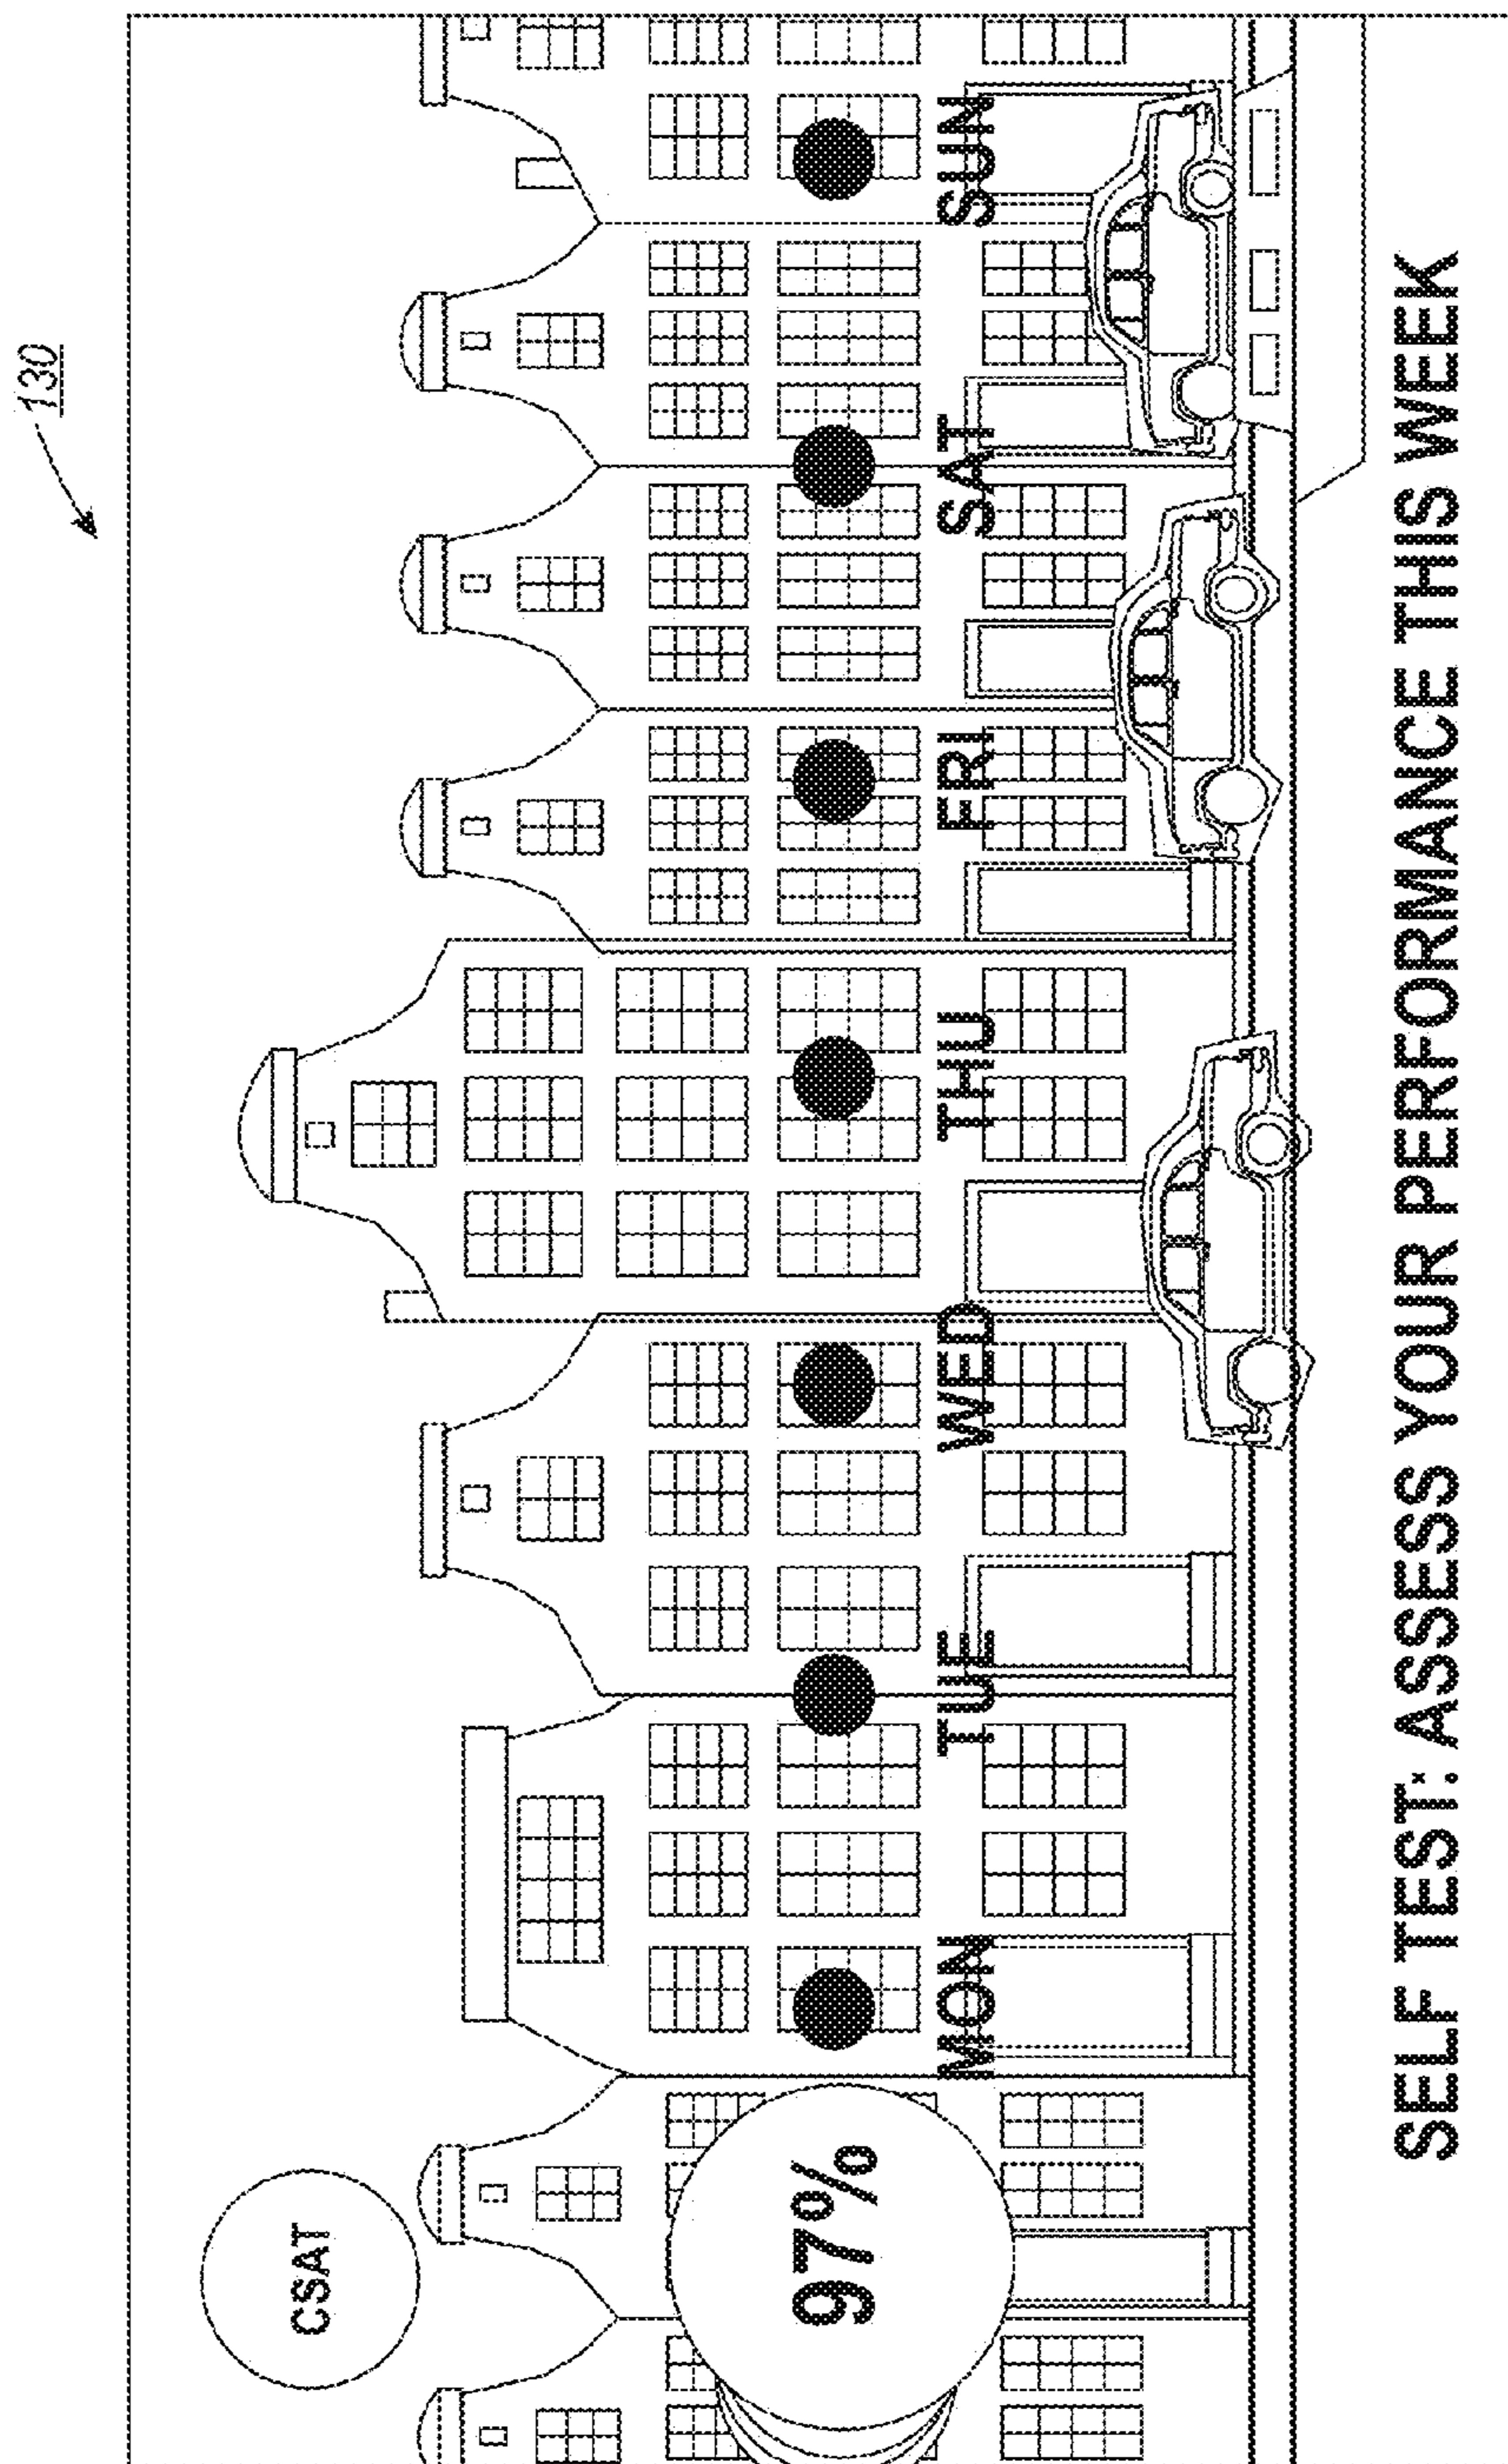 130
CSAT
97%
MON TUE WED THU FRI SAT SUN
SELF TEST: ASSESS YOUR PERFORMANCE THIS WEEK